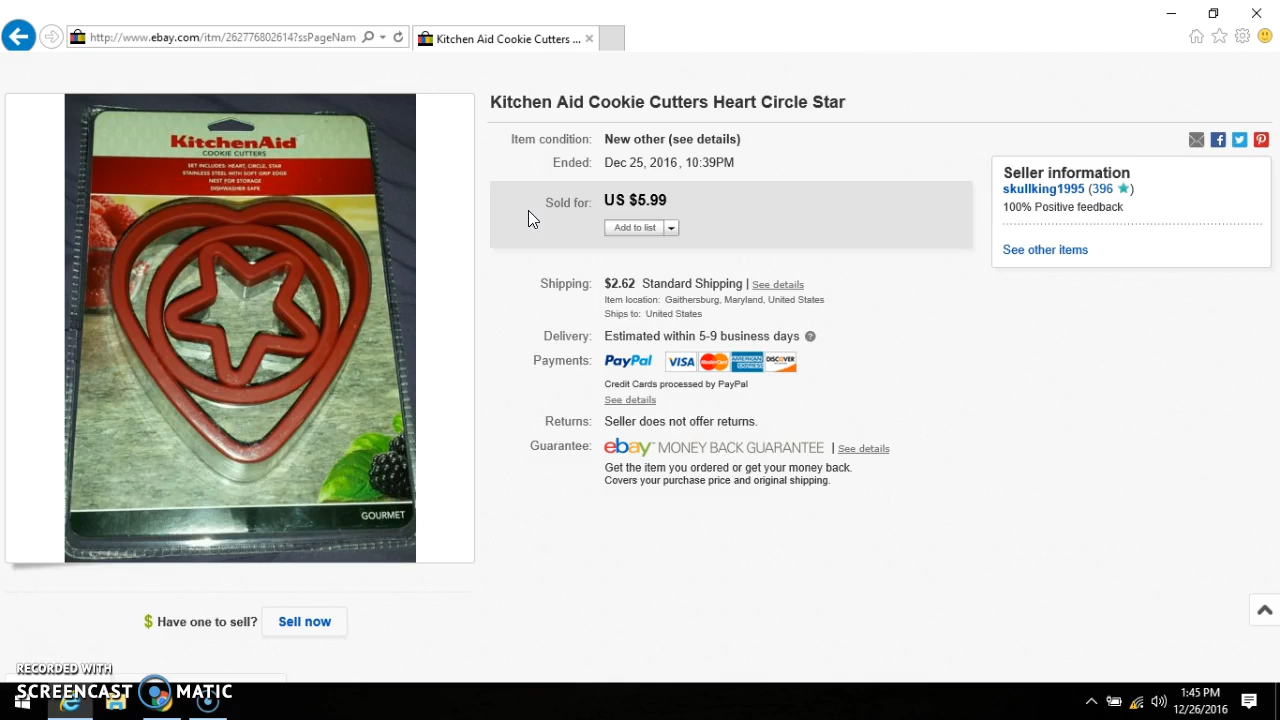 http://www.ebay.com/itm/262776802614?ssPageNam
Kitchen Aid Cookie Cutters ...
KitchenAid
COOKIE CUTTERS
SET INCLUDES: HEART, CIRCLE, STAR
STAINLESS STEEL WITH SOFT GRIP EDGE
NEST FOR STORAGE
DISHWASHER SAFE
GOURMET
$ Have one to sell? Sell now
Kitchen Aid Cookie Cutters Heart Circle Star
Item condition: New other (see details)
Ended: Dec 25, 2016 , 10:39PM
Sold for: US $5.99
Add to list
Shipping: $2.62 Standard Shipping | See details
Item location: Gaithersburg, Maryland, United States
Ships to: United States
Delivery: Estimated within 5-9 business days ?
Payments: PayPal VISA MasterCard AMERICAN EXPRESS DISCOVER
Credit Cards processed by PayPal
See details
Returns: Seller does not offer returns.
Guarantee: ebay™ MONEY BACK GUARANTEE | See details
Get the item you ordered or get your money back.
Covers your purchase price and original shipping.
Seller information
skullking1995 (396 ★)
100% Positive feedback
See other items
RECORDED WITH
SCREENCAST MATIC
1:45 PM
12/26/2016